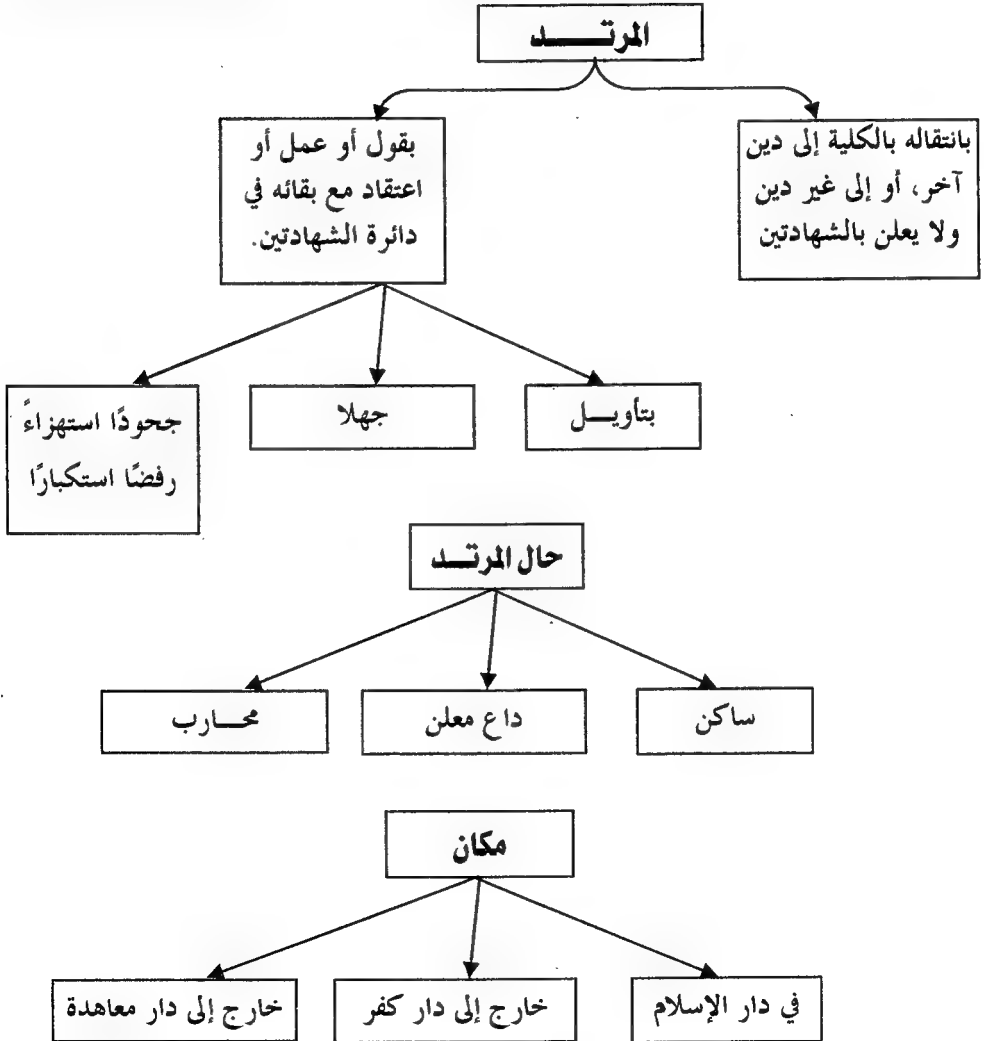 المرتـــــد
بانتقاله بالكلية إلى دين
آخر، أو إلى غير دين
ولا يعلن بالشهادتين
بقول أو عمل أو
اعتقاد مع بقائه في
دائرة الشهادتين.
بتأويـــل
جهلا
جحودًا استهزاءً
رفضًا استكبارًا
حال المرتـــد
ساكن
داع معلن
محـــارب
مكان
في دار الإسلام
خارج إلى دار كفر
خارج إلى دار معاهدة